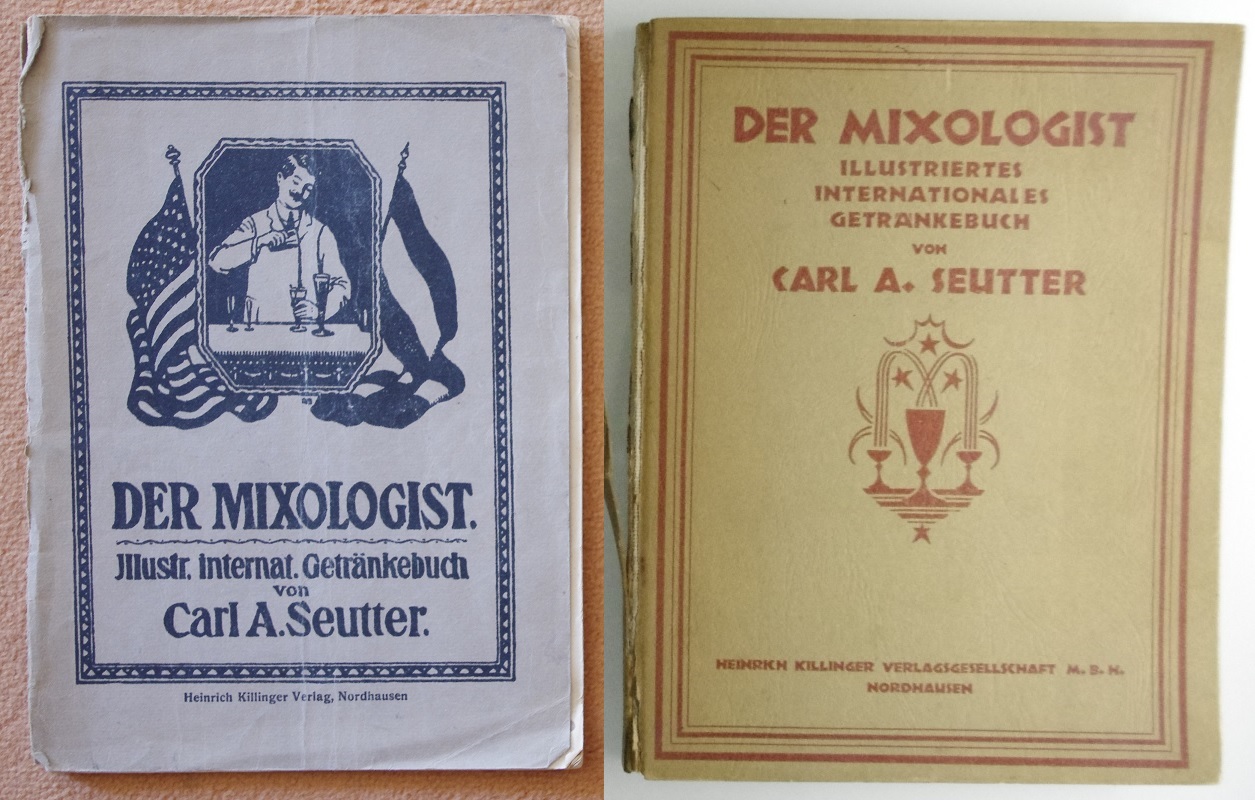 DER MIXOLOGIST.
Jllustr. internat. Getränkebuch
von
Carl A. Seutter.
Heinrich Killinger Verlag, Nordhausen
DER MIXOLOGIST
ILLUSTRIERTES
INTERNATIONALES
GETRÄNKEBUCH
VON
CARL A. SEUTTER
HEINRICH KILLINGER VERLAGSGESELLSCHAFT M. B. H.
NORDHAUSEN